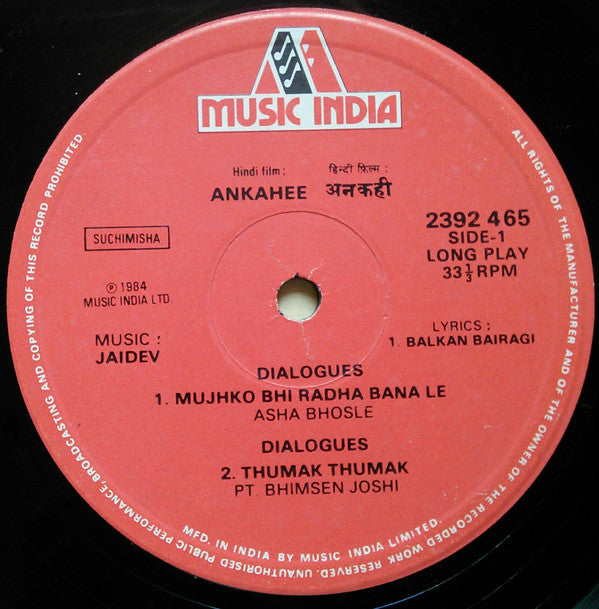 MUSIC INDIA
Hindi film : हिन्दी फ़िल्म :
ANKAHEE अनकही
SUCHIMISHA
2392 465
SIDE-1
LONG PLAY
33 1/3 RPM
℗ 1984
MUSIC INDIA LTD.
MUSIC :
JAIDEV
LYRICS :
1. BALKAN BAIRAGI
DIALOGUES
1. MUJHKO BHI RADHA BANA LE
ASHA BHOSLE
DIALOGUES
2. THUMAK THUMAK
PT. BHIMSEN JOSHI
MFD. IN INDIA BY MUSIC INDIA LIMITED.
ALL RIGHTS OF THE MANUFACTURER AND OF THE OWNER OF THE RECORDED WORK RESERVED. UNAUTHORISED PUBLIC PERFORMANCE, BROADCASTING AND COPYING OF THIS RECORD PROHIBITED.